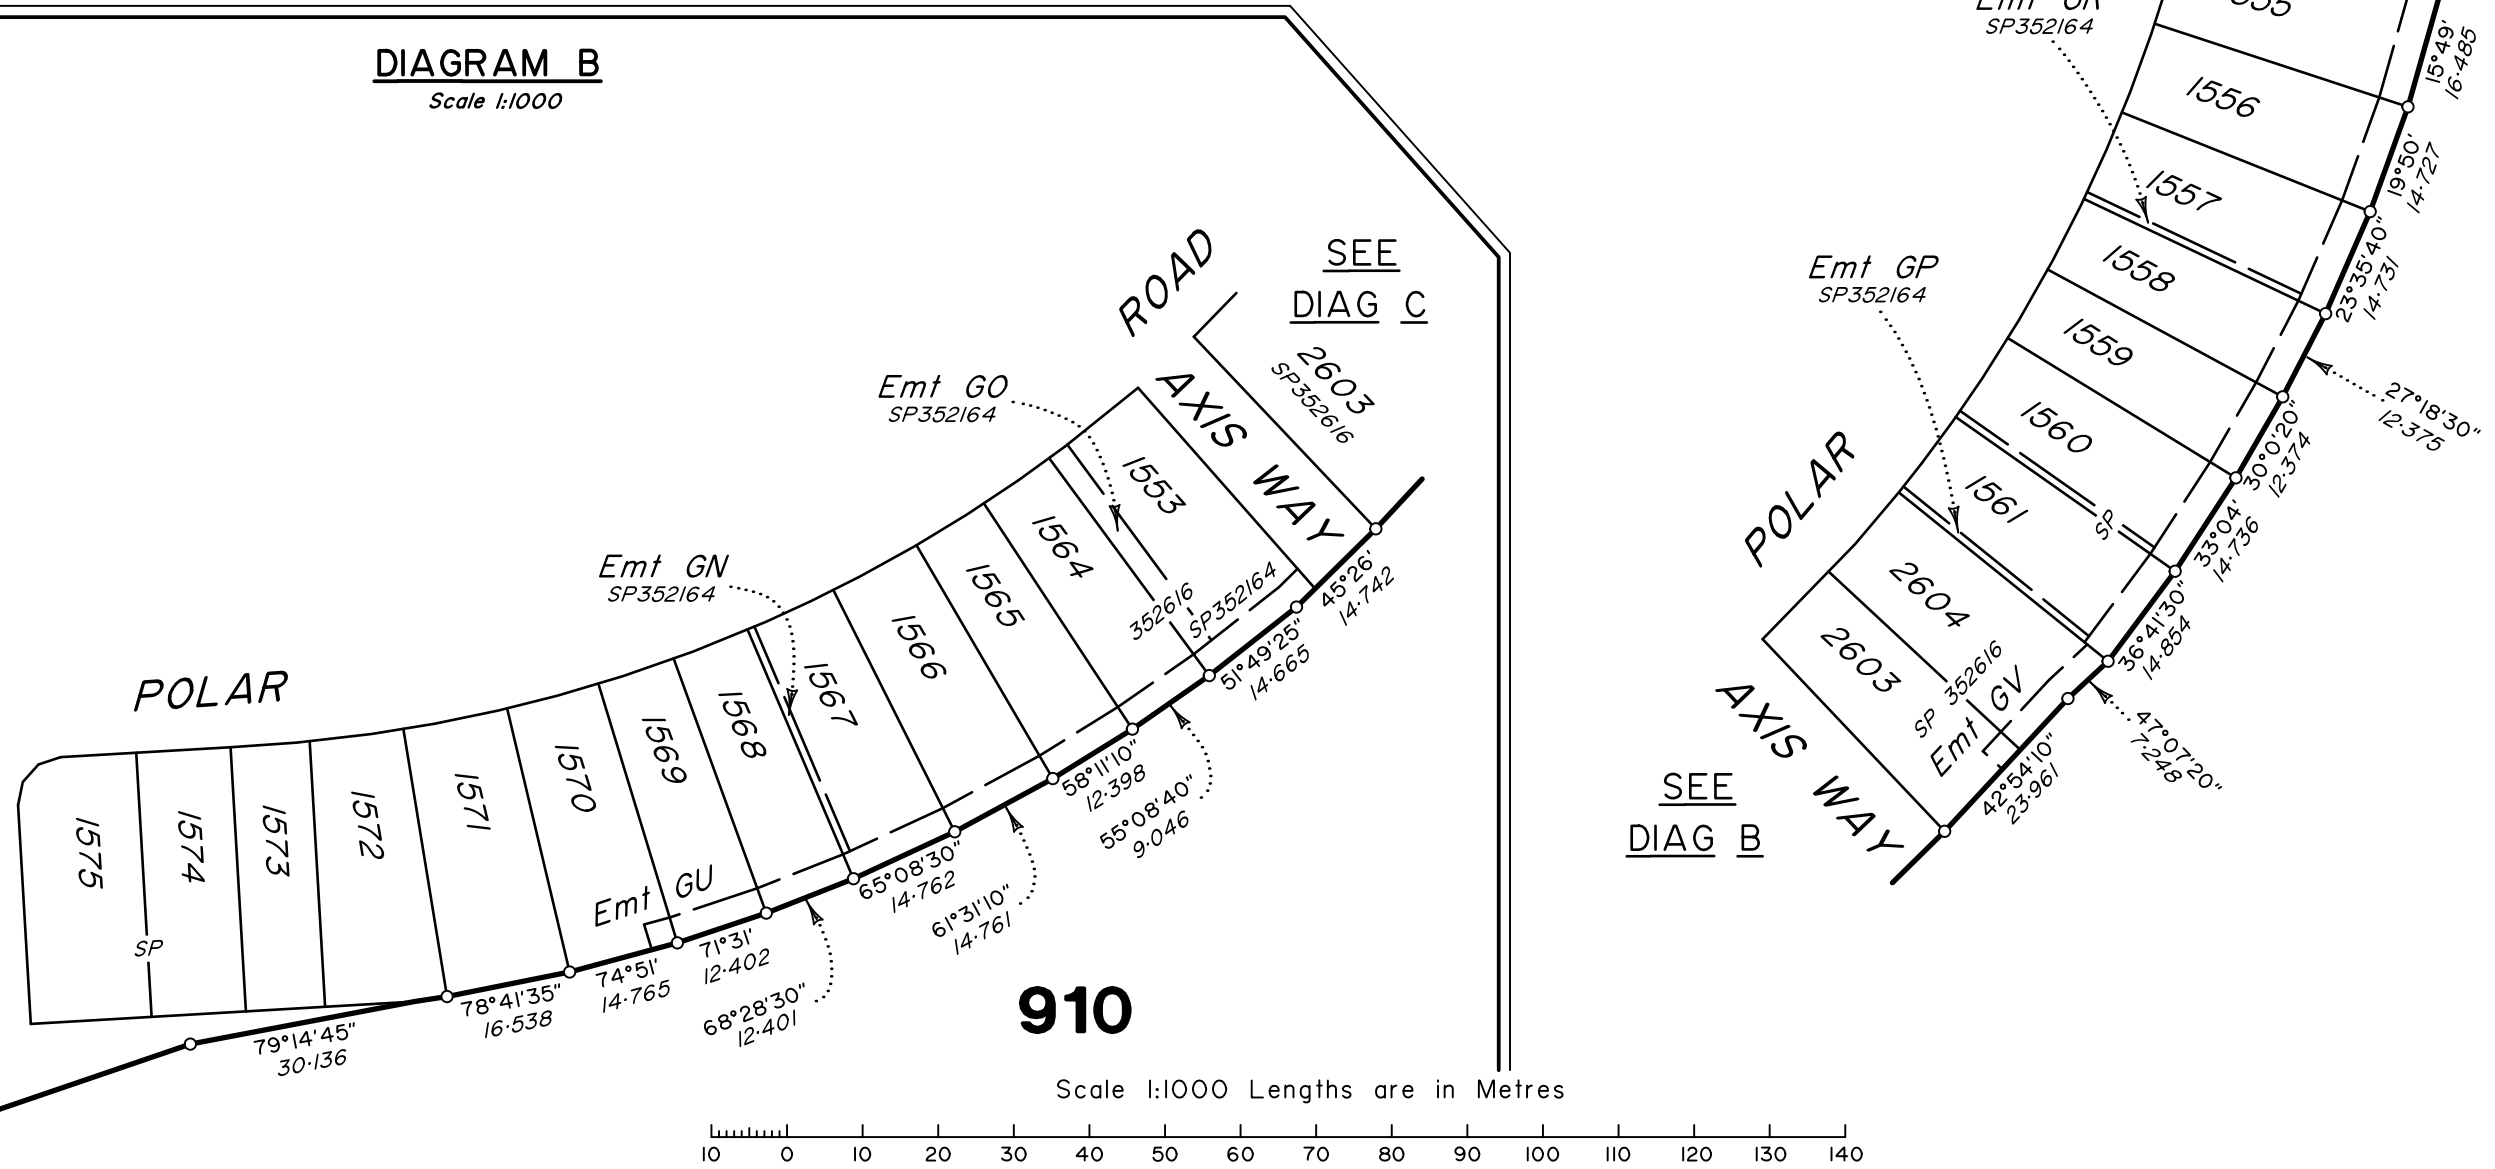 DIAGRAM B
Scale 1:1000
POLAR
ROAD
AXIS WAY
SEE
DIAG C
2603
SP352616
Emt GO
SP352164
Emt GN
SP352164
1553
1564
1565
1566
1567
1568
1569
1570
1571
1572
1573
1574
1575
SP
352616
SP352164
Emt GU
45°26'
14·742
51°49'25"
14·665
55°08'40"
9·046
58°11'10"
12·398
61°31'10"
14·761
65°08'30"
14·762
68°28'30"
12·401
71°31'
12·402
74°51'
14·765
78°41'35"
16·538
79°14'45"
30·136
910
SP352164
1556
1557
1558
1559
1560
1561
2604
2603
Emt GP
SP352164
POLAR
AXIS WAY
SEE
DIAG B
SP
SP 352616
Emt GV
15°49'
16·485
19°50'
14·727
23°35'40"
14·731
27°18'30"
12·375
30°0'20"
12·374
33°04'
14·736
36°41'30"
14·854
47°07'20"
7·248
42°54'10"
23·961
Scale 1:1000 Lengths are in Metres
10 0 10 20 30 40 50 60 70 80 90 100 110 120 130 140